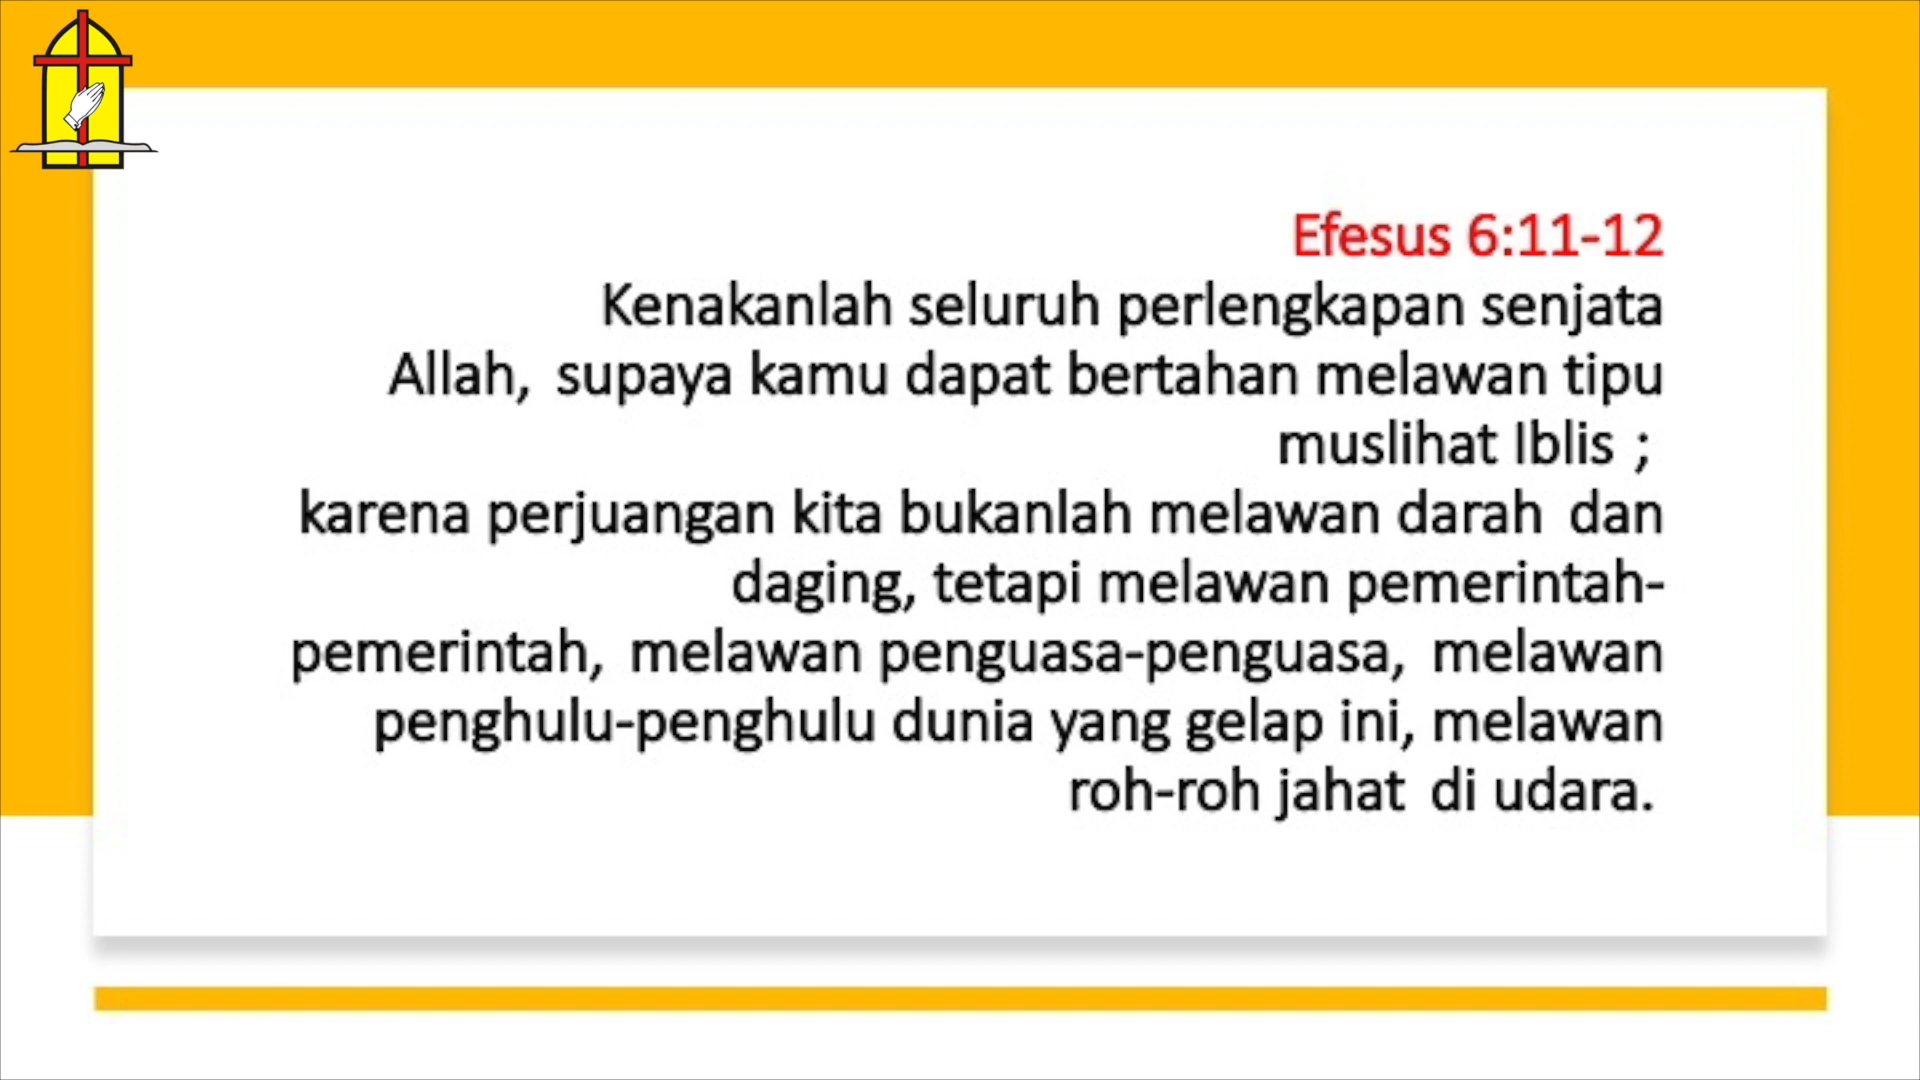 Efesus 6:11-12
Kenakanlah seluruh perlengkapan senjata
Allah, supaya kamu dapat bertahan melawan tipu
muslihat Iblis ;
karena perjuangan kita bukanlah melawan darah dan
daging, tetapi melawan pemerintah-
pemerintah, melawan penguasa-penguasa, melawan
penghulu-penghulu dunia yang gelap ini, melawan
roh-roh jahat di udara.